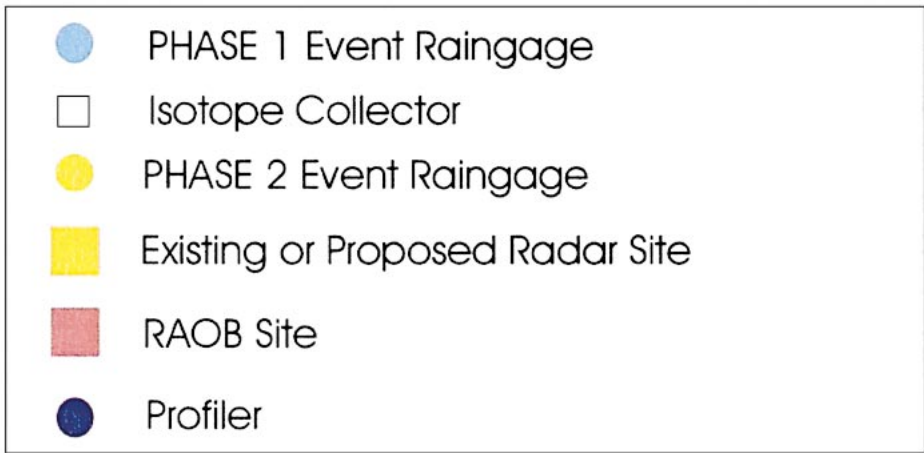 PHASE 1 Event Raingage
Isotope Collector
PHASE 2 Event Raingage
Existing or Proposed Radar Site
RAOB Site
Profiler